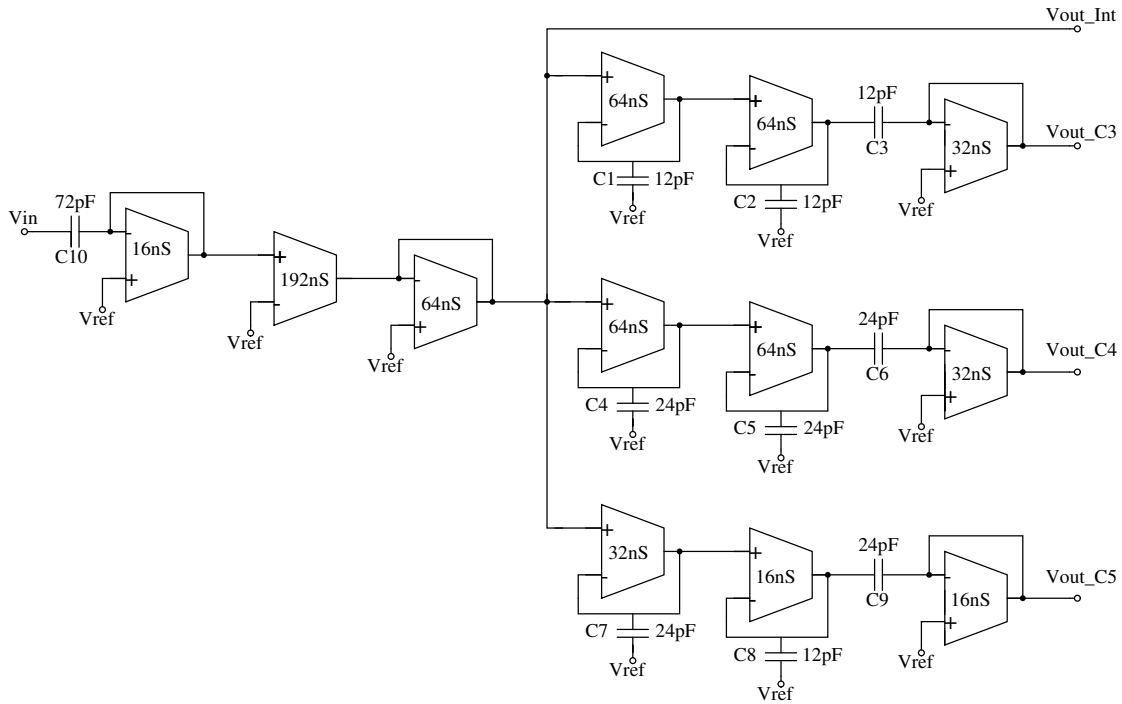 Vout_Int
+
-
64nS
C1
12pF
Vref
+
-
64nS
C2
12pF
Vref
12pF
C3
-
+
32nS
Vref
Vout_C3
Vin
72pF
C10
-
+
16nS
Vref
+
-
192nS
Vref
-
+
64nS
Vref
+
-
64nS
C4
24pF
Vref
+
-
64nS
C5
24pF
Vref
24pF
C6
-
+
32nS
Vref
Vout_C4
+
-
32nS
C7
24pF
Vref
+
-
16nS
C8
12pF
Vref
24pF
C9
-
+
16nS
Vref
Vout_C5